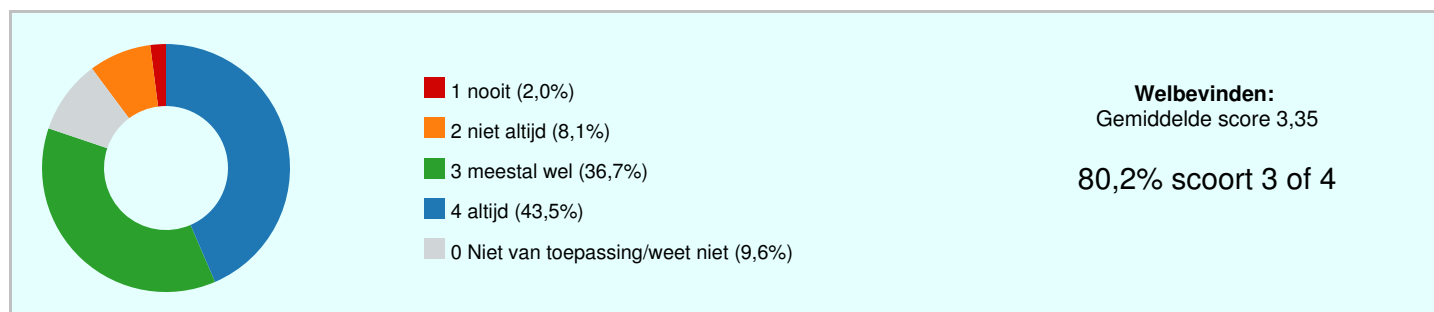 1 nooit (2,0%)
2 niet altijd (8,1%)
3 meestal wel (36,7%)
4 altijd (43,5%)
0 Niet van toepassing/weet niet (9,6%)
Welbevinden:
Gemiddelde score 3,35
80,2% scoort 3 of 4